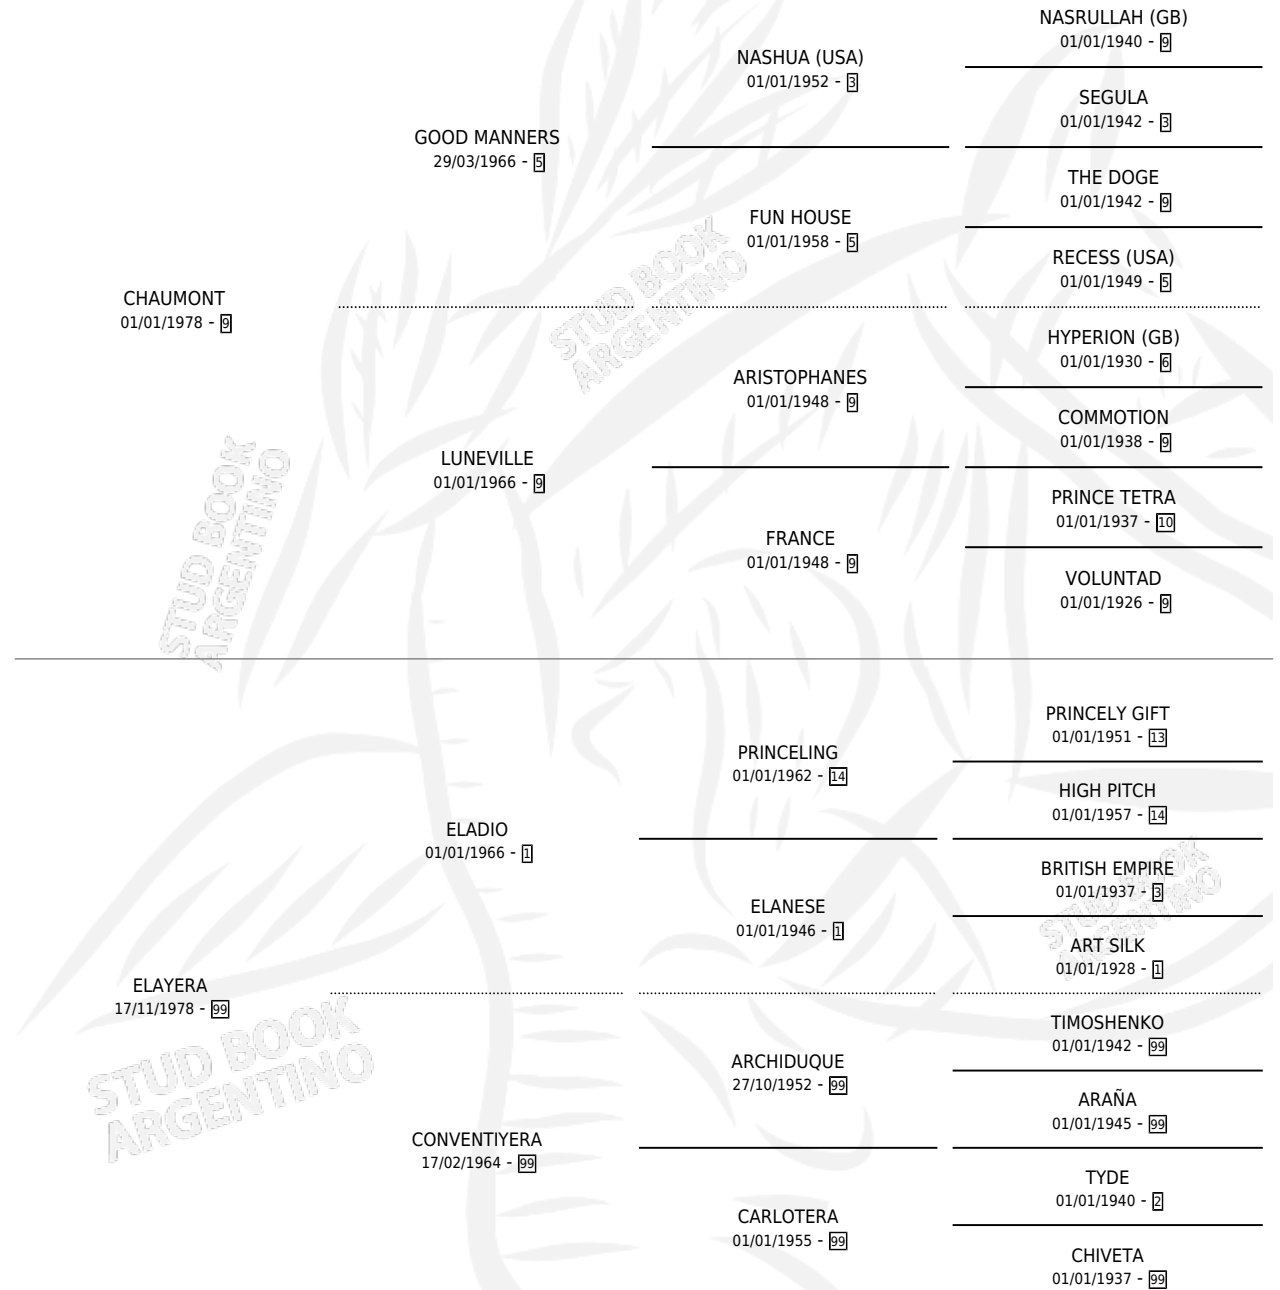 NASRULLAH (GB)
01/01/1940 - 9
NASHUA (USA)
01/01/1952 - 3
SEGULA
01/01/1942 - 3
GOOD MANNERS
29/03/1966 - 5
THE DOGE
01/01/1942 - 9
FUN HOUSE
01/01/1958 - 5
RECESS (USA)
01/01/1949 - 5
CHAUMONT
01/01/1978 - 9
HYPERION (GB)
01/01/1930 - 6
ARISTOPHANES
01/01/1948 - 9
COMMOTION
01/01/1938 - 9
LUNEVILLE
01/01/1966 - 9
PRINCE TETRA
01/01/1937 - 10
FRANCE
01/01/1948 - 9
VOLUNTAD
01/01/1926 - 9
PRINCELY GIFT
01/01/1951 - 13
PRINCELING
01/01/1962 - 14
HIGH PITCH
01/01/1957 - 14
ELADIO
01/01/1966 - 1
BRITISH EMPIRE
01/01/1937 - 3
ELANESE
01/01/1946 - 1
ART SILK
01/01/1928 - 1
ELAYERA
17/11/1978 - 99
TIMOSHENKO
01/01/1942 - 99
ARCHIDUQUE
27/10/1952 - 99
ARAÑA
01/01/1945 - 99
CONVENTIYERA
17/02/1964 - 99
TYDE
01/01/1940 - 2
CARLOTERA
01/01/1955 - 99
CHIVETA
01/01/1937 - 99
STUD BOOK
ARGENTINO
STUD BOOK
ARGENTINO
STUD BOOK
ARGENTINO
STUD BOOK
ARGENTINO